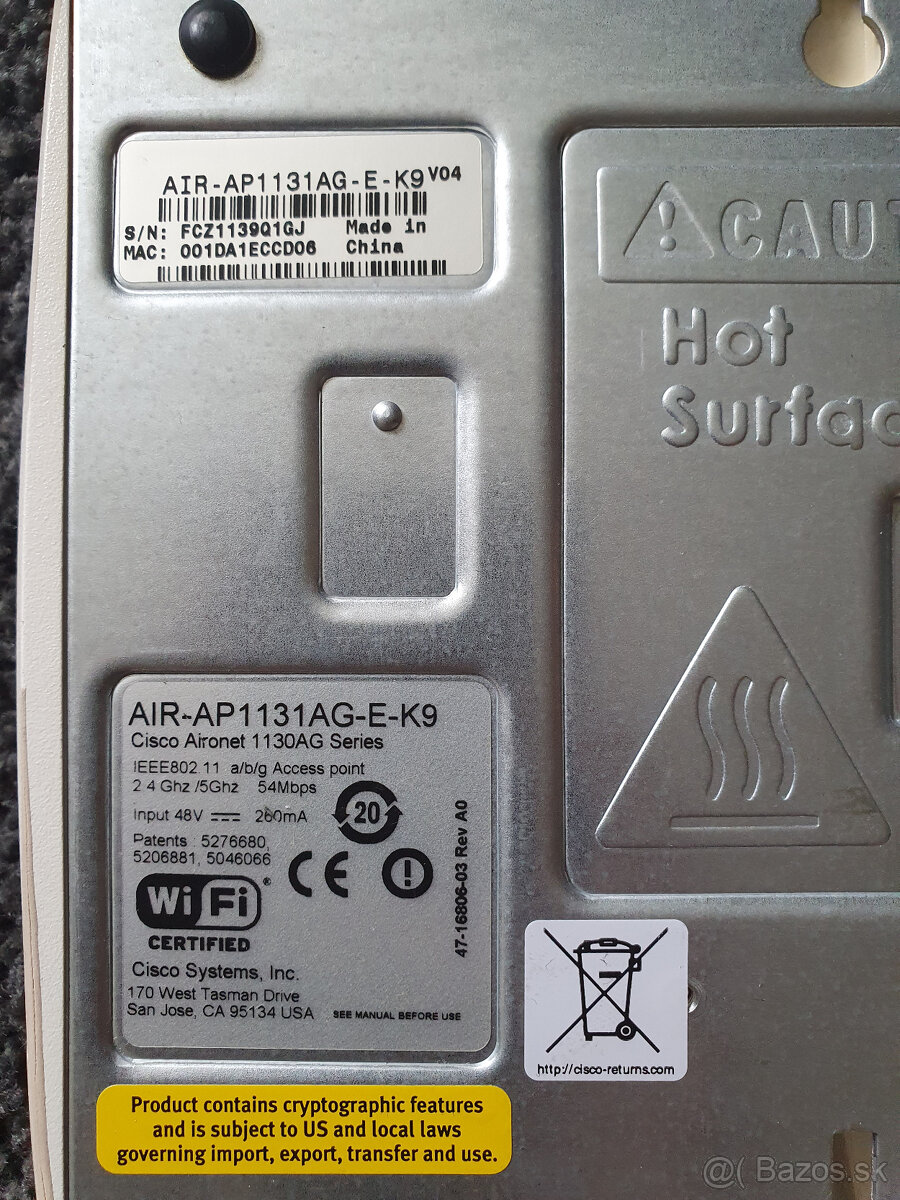 AIR-AP1131AG-E-K9 V04
S/N: FCZ1139Q1GJ Made in
MAC: 001DA1ECCD06 China
CAUT
Hot
Surfac
AIR-AP1131AG-E-K9
Cisco Aironet 1130AG Series
IEEE802.11 a/b/g Access point
2.4 Ghz /5Ghz 54Mbps
Input 48V 260mA
20
Patents : 5276680,
5206881, 5046066
CE
Wi Fi ®
CERTIFIED
47-16806-03 Rev A0
Cisco Systems, Inc.
170 West Tasman Drive
San Jose, CA 95134 USA
SEE MANUAL BEFORE USE
http://cisco-returns.com
Product contains cryptographic features
and is subject to US and local laws
governing import, export, transfer and use.
@( Bazos.sk